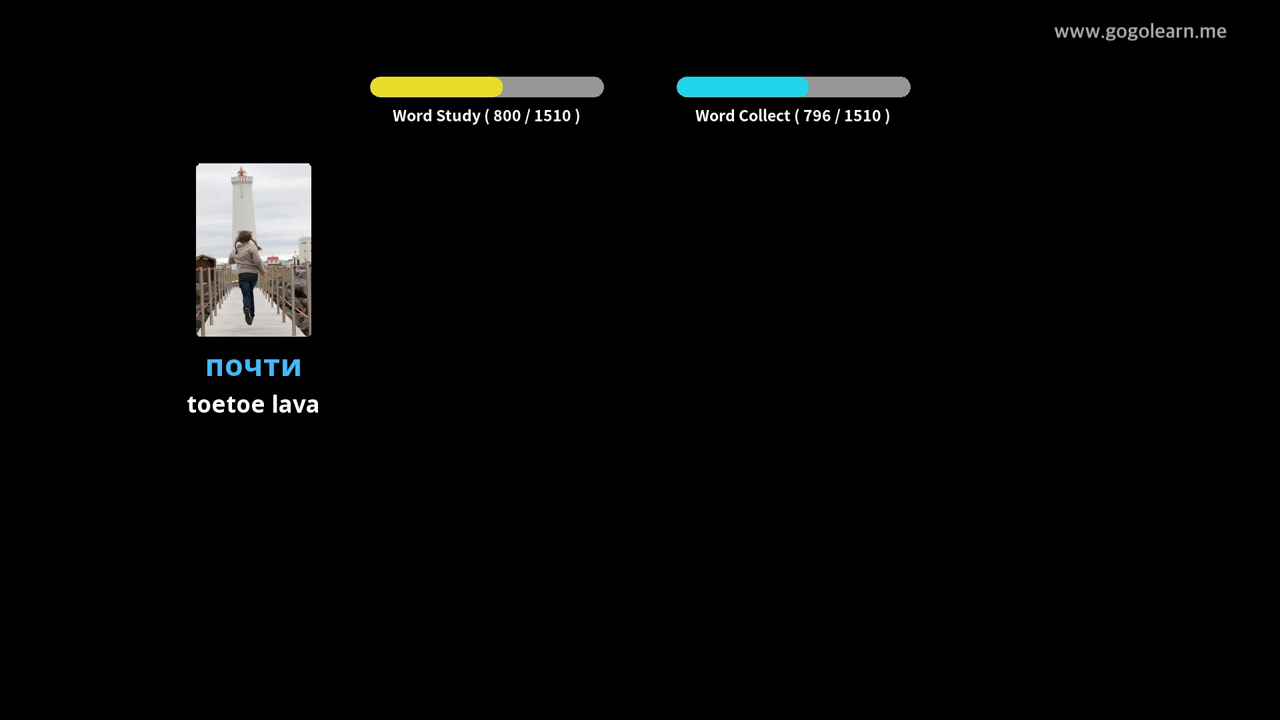 www.gogolearn.me
Word Study ( 800 / 1510 )
Word Collect ( 796 / 1510 )
почти
toetoe lava